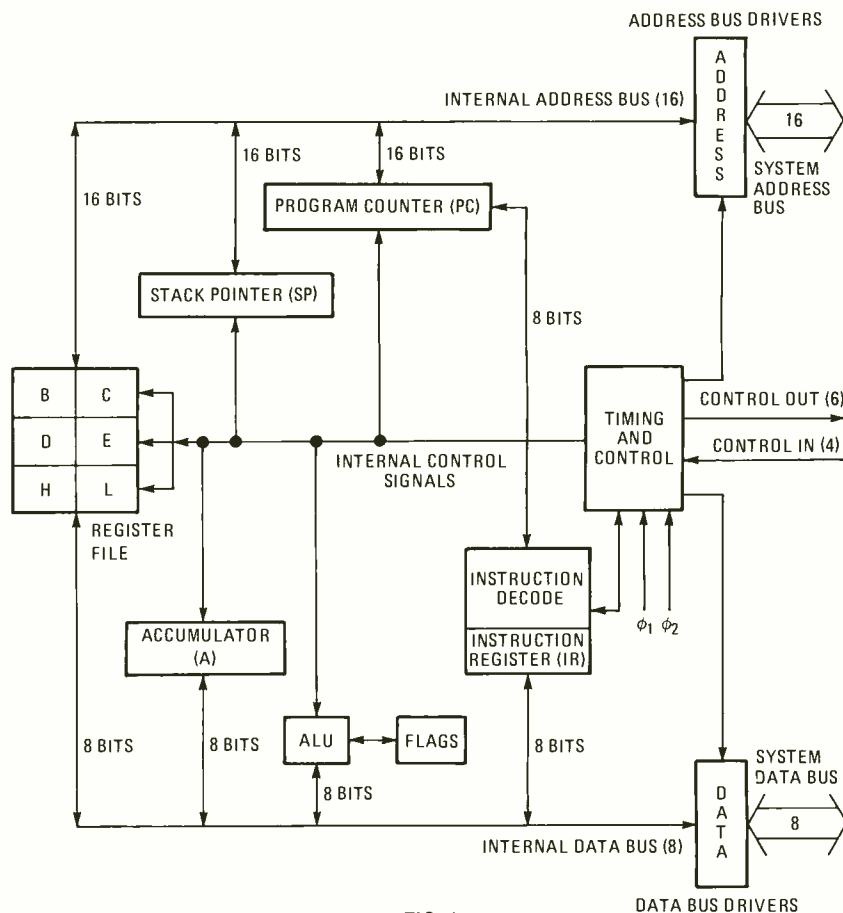 ADDRESS BUS DRIVERS
ADDRESS
INTERNAL ADDRESS BUS (16)
16
SYSTEM
ADDRESS
BUS
16 BITS
16 BITS
16 BITS
PROGRAM COUNTER (PC)
STACK POINTER (SP)
8 BITS
B C
D E
H L
REGISTER
FILE
INTERNAL CONTROL
SIGNALS
TIMING
AND
CONTROL
CONTROL OUT (6)
CONTROL IN (4)
ϕ1 ϕ2
INSTRUCTION
DECODE
INSTRUCTION
REGISTER (IR)
ACCUMULATOR
(A)
ALU
FLAGS
8 BITS
8 BITS
8 BITS
8 BITS
INTERNAL DATA BUS (8)
DATA
SYSTEM
DATA BUS
8
DATA BUS DRIVERS